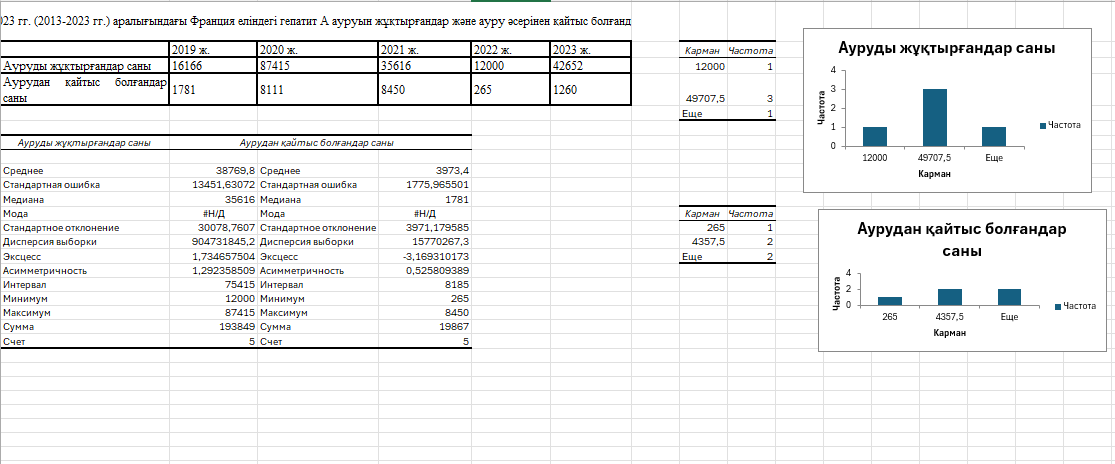 23 гг. (2013-2023 гг.) аралығындағы Франция еліндегі гепатит А ауруын жұқтырғандар және ауру әсерінен қайтыс болғанд
2019 ж. 2020 ж. 2021 ж. 2022 ж. 2023 ж.
Ауруды жұқтырғандар саны 16166 87415 35616 12000 42652
Аурудан қайтыс болғандар
саны 1781 8111 8450 265 1260
Ауруды жұқтырғандар саны Аурудан қайтыс болғандар саны
Среднее 38769,8 Среднее 3973,4
Стандартная ошибка 13451,63072 Стандартная ошибка 1775,965501
Медиана 35616 Медиана 1781
Мода #Н/Д Мода #Н/Д
Стандартное отклонение 30078,7607 Стандартное отклонение 3971,179585
Дисперсия выборки 904731845,2 Дисперсия выборки 15770267,3
Эксцесс 1,734657504 Эксцесс -3,169310173
Асимметричность 1,292358509 Асимметричность 0,525809389
Интервал 75415 Интервал 8185
Минимум 12000 Минимум 265
Максимум 87415 Максимум 8450
Сумма 193849 Сумма 19867
Счет 5 Счет 5
Карман Частота
12000 1
49707,5 3
Еще 1
Карман Частота
265 1
4357,5 2
Еще 2
Ауруды жұқтырғандар саны
Частота
4
3
2
1
0
12000 49707,5 Еще
Карман
Частота
Аурудан қайтыс болғандар
саны
Частота
4
2
0
265 4357,5 Еще
Карман
Частота